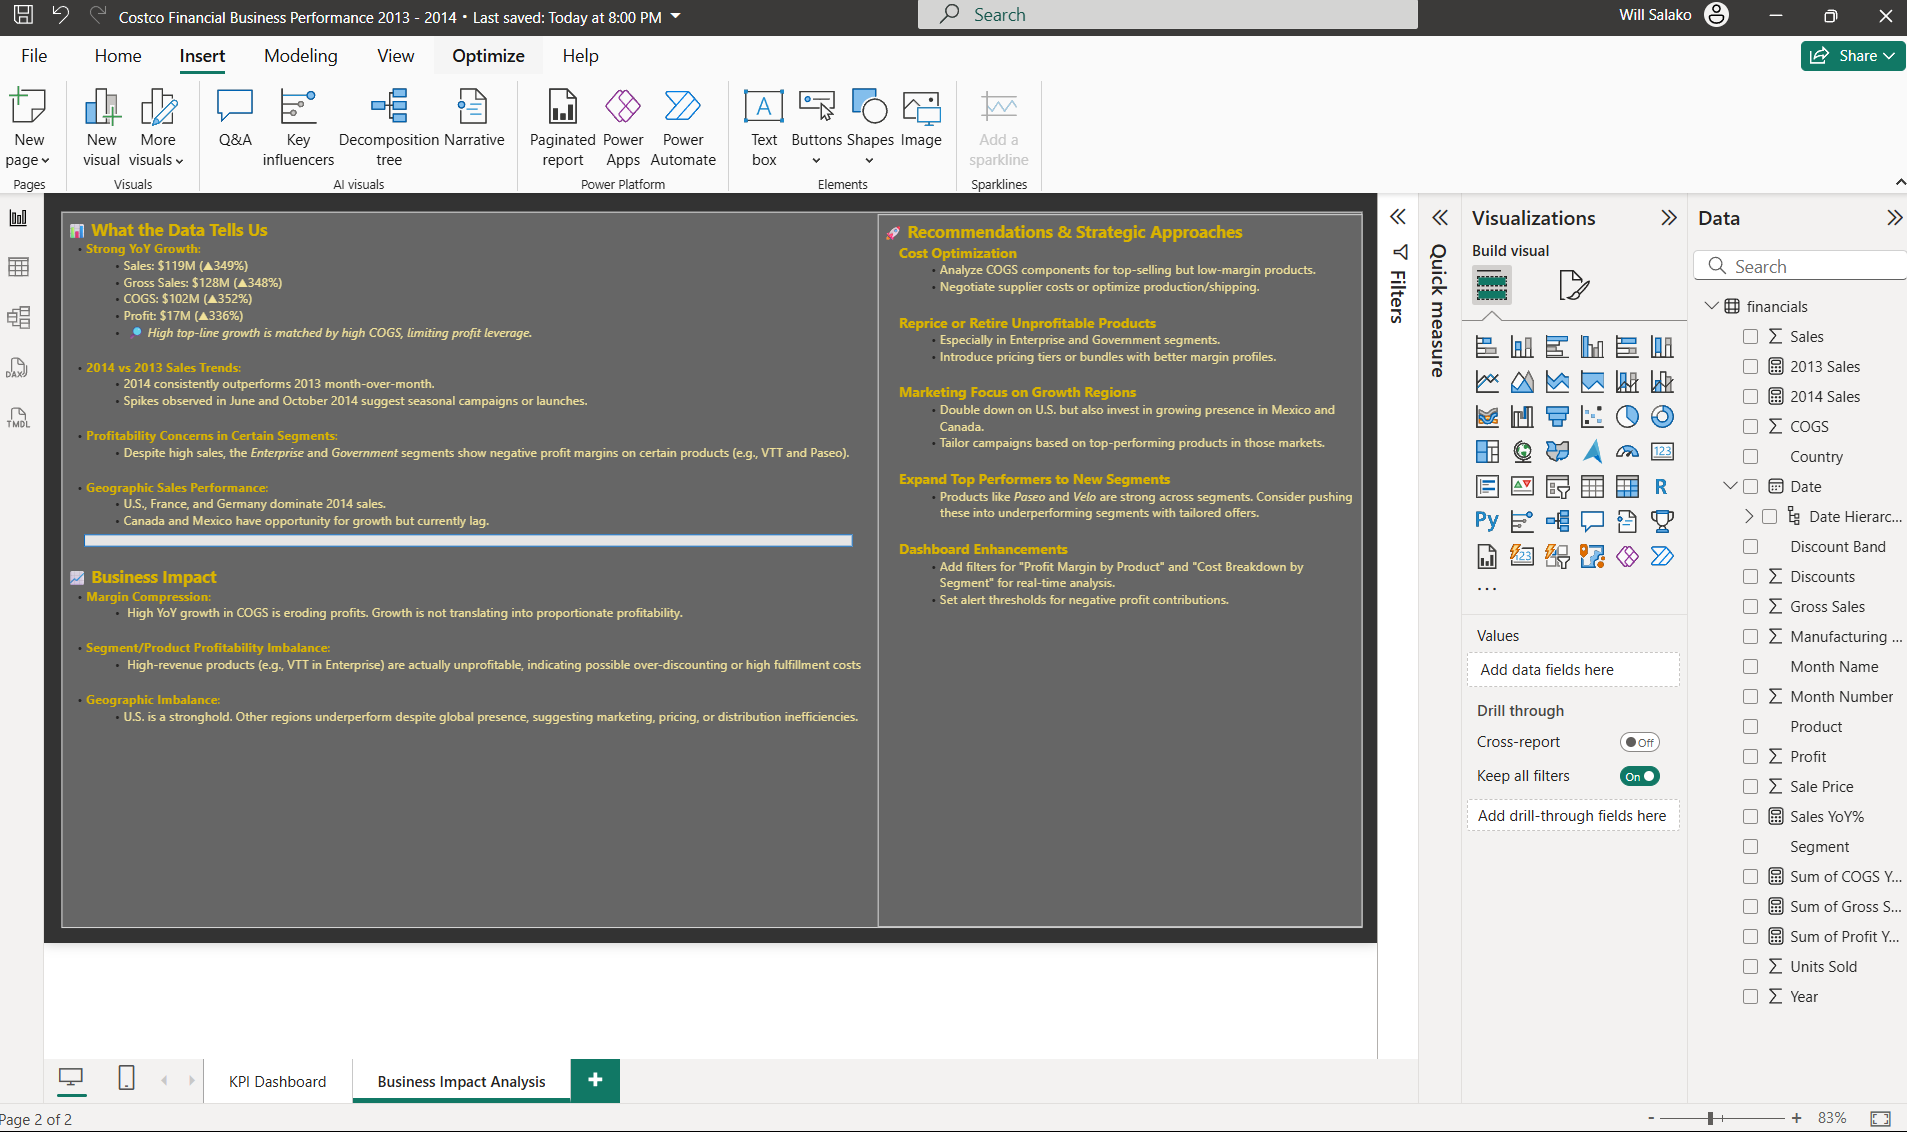 Costco Financial Business Performance 2013 - 2014 • Last saved: Today at 8:00 PM
Search
Will Salako
File Home Insert Modeling View Optimize Help
Share
New page
New visual
More visuals
Q&A
Key influencers
Decomposition tree
Narrative
Paginated report
Power Apps
Power Automate
Text box
Buttons
Shapes
Image
Add a sparkline
Pages
Visuals
AI visuals
Power Platform
Elements
Sparklines
DAX
TMDL
What the Data Tells Us
• Strong YoY Growth:
• Sales: $119M (▲349%)
• Gross Sales: $128M (▲348%)
• COGS: $102M (▲352%)
• Profit: $17M (▲336%)
• High top-line growth is matched by high COGS, limiting profit leverage.
• 2014 vs 2013 Sales Trends:
• 2014 consistently outperforms 2013 month-over-month.
• Spikes observed in June and October 2014 suggest seasonal campaigns or launches.
• Profitability Concerns in Certain Segments:
• Despite high sales, the Enterprise and Government segments show negative profit margins on certain products (e.g., VTT and Paseo).
• Geographic Sales Performance:
• U.S., France, and Germany dominate 2014 sales.
• Canada and Mexico have opportunity for growth but currently lag.
Business Impact
• Margin Compression:
• High YoY growth in COGS is eroding profits. Growth is not translating into proportionate profitability.
• Segment/Product Profitability Imbalance:
• High-revenue products (e.g., VTT in Enterprise) are actually unprofitable, indicating possible over-discounting or high fulfillment costs
• Geographic Imbalance:
• U.S. is a stronghold. Other regions underperform despite global presence, suggesting marketing, pricing, or distribution inefficiencies.
Recommendations & Strategic Approaches
Cost Optimization
• Analyze COGS components for top-selling but low-margin products.
• Negotiate supplier costs or optimize production/shipping.
Reprice or Retire Unprofitable Products
• Especially in Enterprise and Government segments.
• Introduce pricing tiers or bundles with better margin profiles.
Marketing Focus on Growth Regions
• Double down on U.S. but also invest in growing presence in Mexico and
Canada.
• Tailor campaigns based on top-performing products in those markets.
Expand Top Performers to New Segments
• Products like Paseo and Velo are strong across segments. Consider pushing
these into underperforming segments with tailored offers.
Dashboard Enhancements
• Add filters for "Profit Margin by Product" and "Cost Breakdown by
Segment" for real-time analysis.
• Set alert thresholds for negative profit contributions.
Filters
Quick measure
Visualizations
Build visual
123
R
Py
123
...
Values
Add data fields here
Drill through
Cross-report
Off
Keep all filters
On
Add drill-through fields here
Data
Search
financials
Sales
2013 Sales
2014 Sales
COGS
Country
Date
Date Hierarc...
Discount Band
Discounts
Gross Sales
Manufacturing ...
Month Name
Month Number
Product
Profit
Sale Price
Sales YoY%
Segment
Sum of COGS Y...
Sum of Gross S...
Sum of Profit Y...
Units Sold
Year
KPI Dashboard
Business Impact Analysis
Page 2 of 2
- + 83%